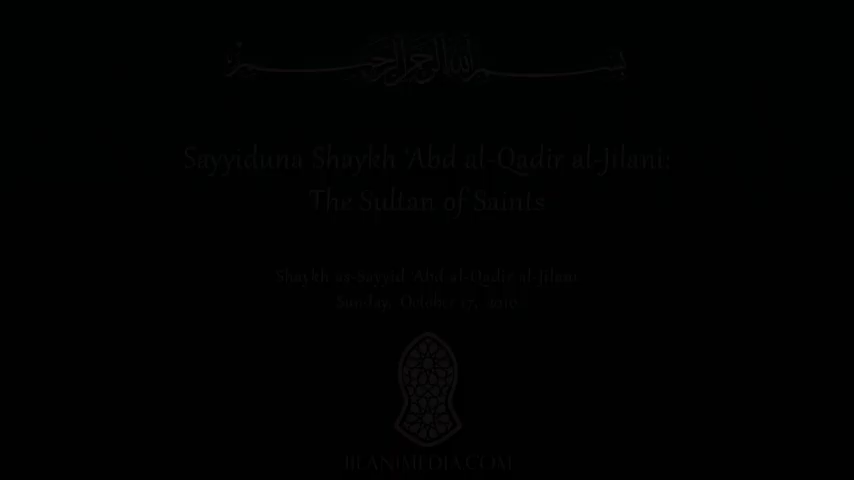 بسم الله الرحمن الرحيم
Sayyiduna Shaykh 'Abd al-Qadir al-Jilani:
The Sultan of Saints
Shaykh as-Sayyid 'Abd al-Qadir al-Jilani
Sunday, October 17, 2010
JILANIMEDIA.COM